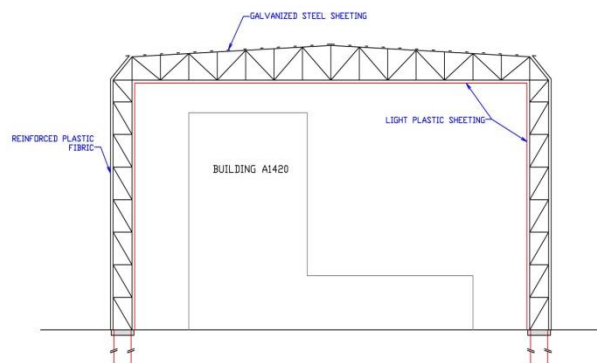 GALVANIZED STEEL SHEETING
LIGHT PLASTIC SHEETING
REINFORCED PLASTIC
FIBRIC
BUILDING A1420